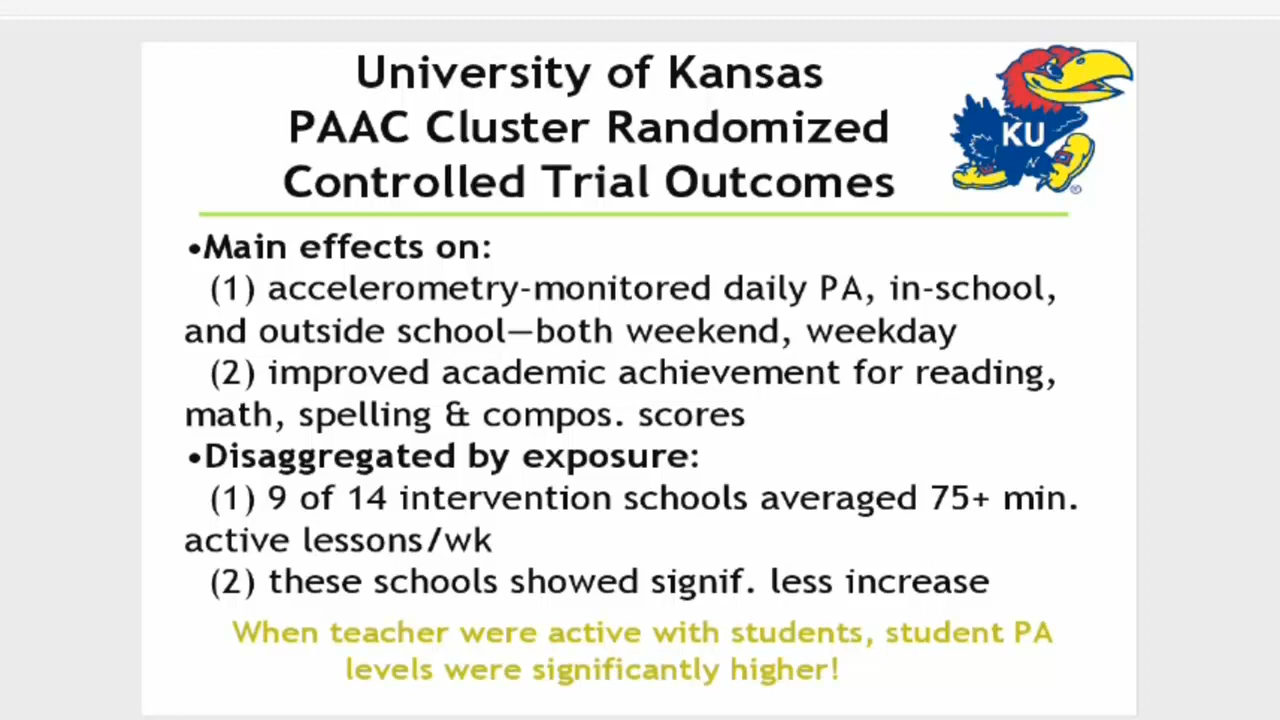 University of Kansas
PAAC Cluster Randomized
Controlled Trial Outcomes
KU
•Main effects on:
(1) accelerometry-monitored daily PA, in-school,
and outside school—both weekend, weekday
(2) improved academic achievement for reading,
math, spelling & compos. scores
•Disaggregated by exposure:
(1) 9 of 14 intervention schools averaged 75+ min.
active lessons/wk
(2) these schools showed signif. less increase
When teacher were active with students, student PA
levels were significantly higher!